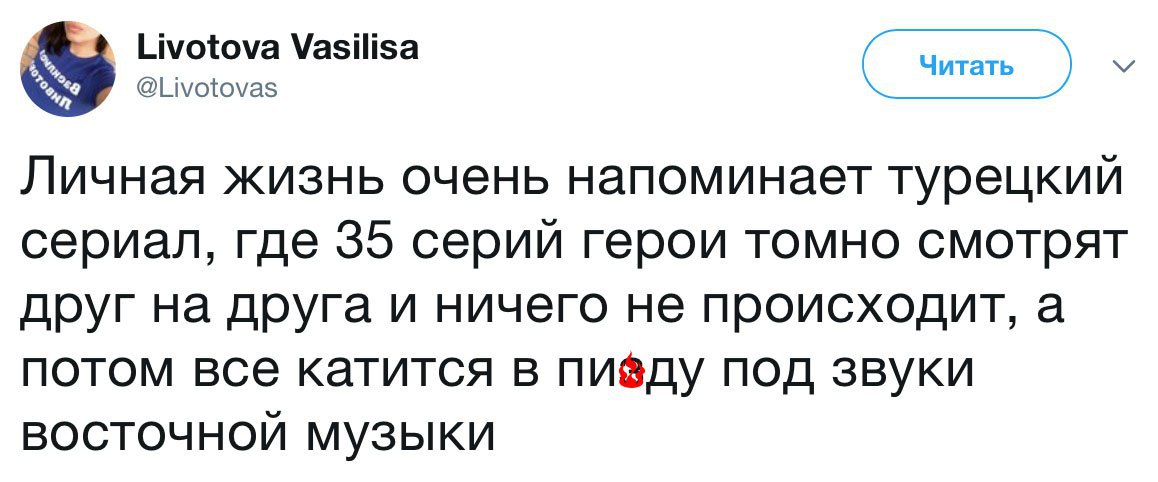 Livotova Vasilisa
@Livotovas
Читать
Личная жизнь очень напоминает турецкий
сериал, где 35 серий герои томно смотрят
друг на друга и ничего не происходит, а
потом все катится в пизду под звуки
восточной музыки